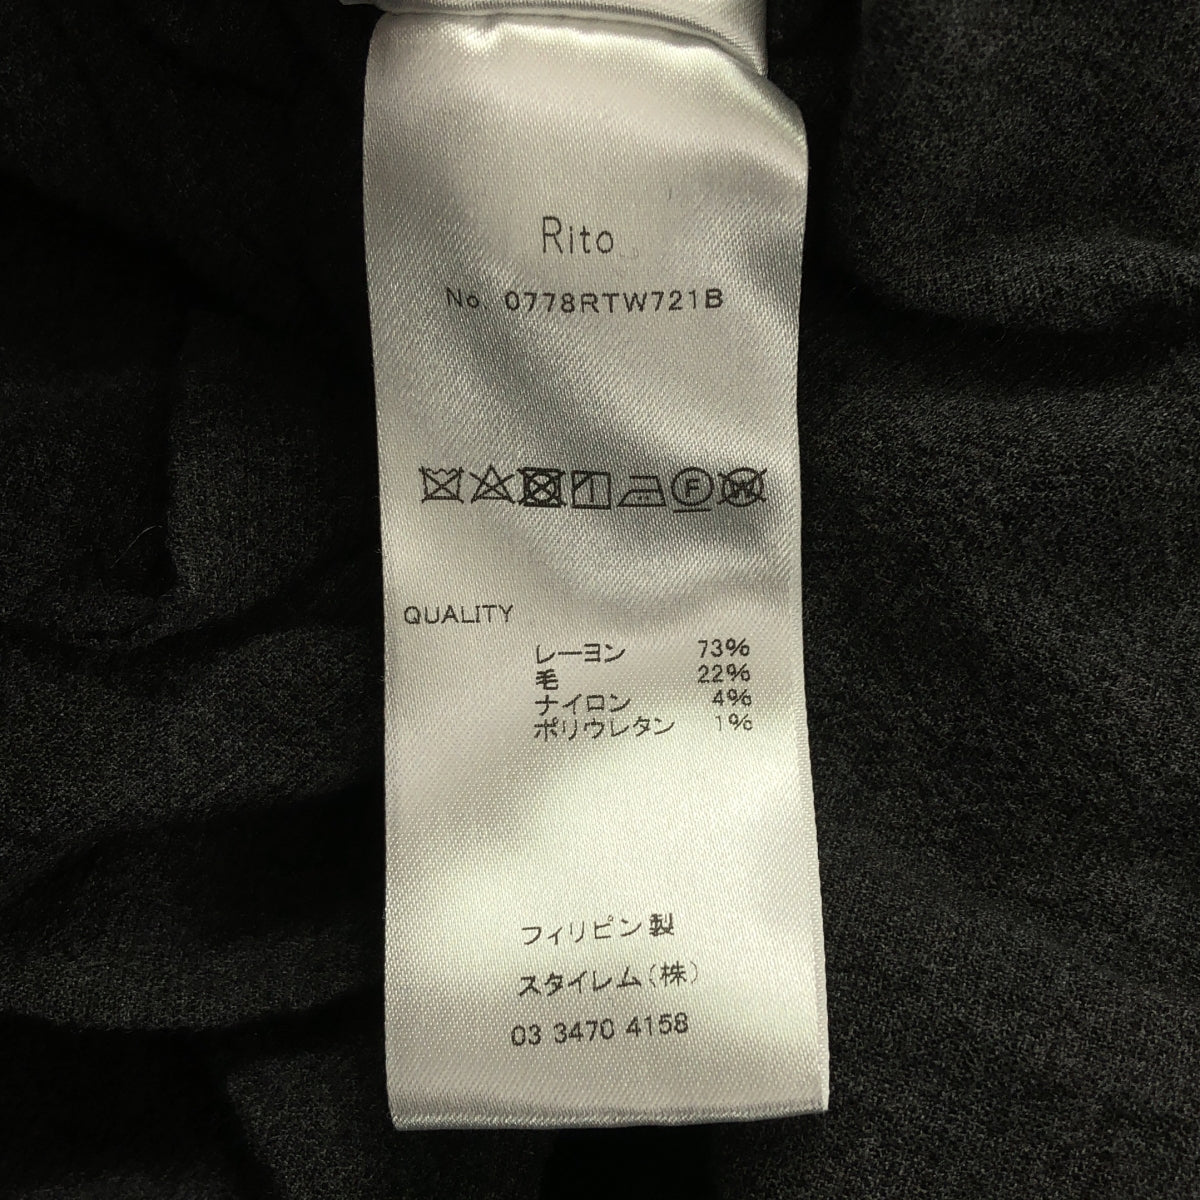 Rito
No. 0778RTW721B
F W
QUALITY
レーヨン 73%
毛 22%
ナイロン 4%
ポリウレタン 1%
フィリピン製
スタイレム(株)
03 3470 4158